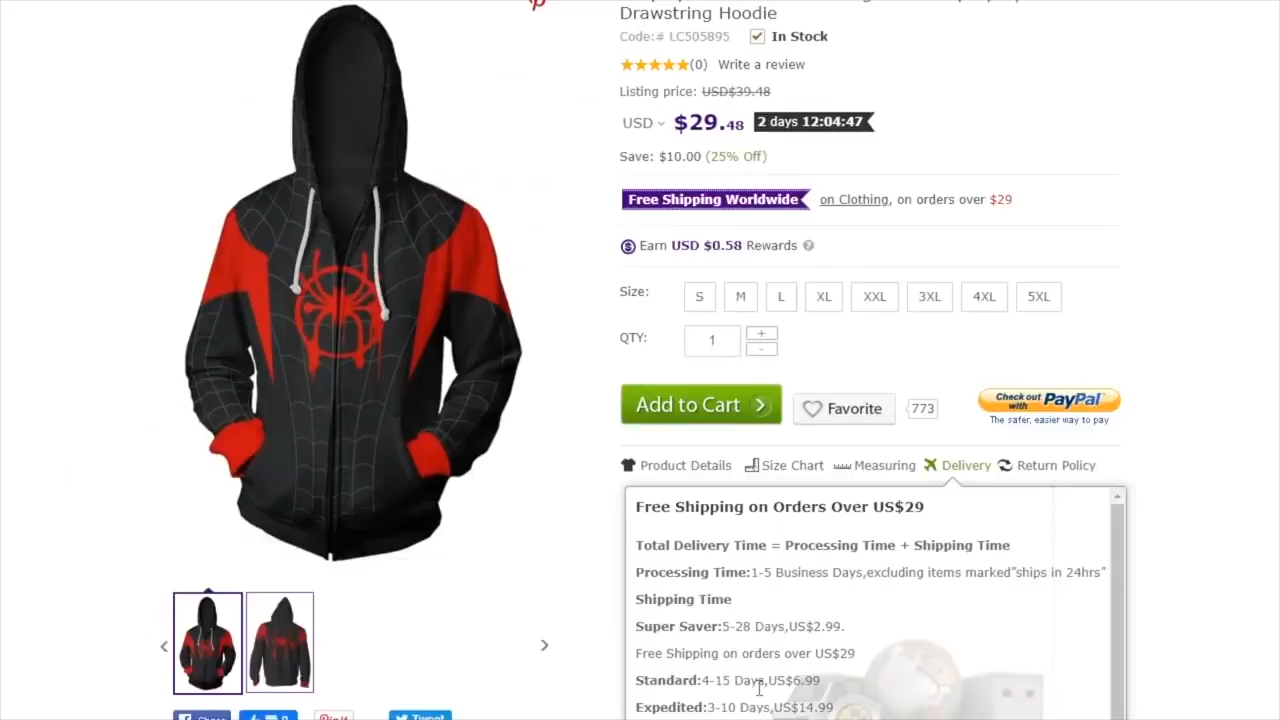 Drawstring Hoodie
Code:# LC505895 In Stock
(0) Write a review
Listing price: USD$39.48
USD $29.48 2 days 12:04:47
Save: $10.00 (25% Off)
Free Shipping Worldwide on Clothing, on orders over $29
Earn USD $0.58 Rewards ?
Size: S M L XL XXL 3XL 4XL 5XL
QTY: 1 + -
Add to Cart Favorite 773 Check out with PayPal
The safer, easier way to pay
Product Details Size Chart Measuring Delivery Return Policy
Free Shipping on Orders Over US$29
Total Delivery Time = Processing Time + Shipping Time
Processing Time:1-5 Business Days,excluding items marked"ships in 24hrs"
Shipping Time
Super Saver:5-28 Days,US$2.99.
Free Shipping on orders over US$29
Standard:4-15 Days,US$6.99
Expedited:3-10 Days,US$14.99
Share 0 Pin it Tweet